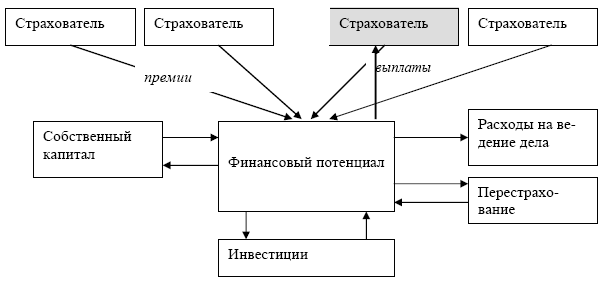 Страхователь
Страхователь
Страхователь
Страхователь
премии
выплаты
Собственный
капитал
Финансовый потенциал
Расходы на ве-
дение дела
Перестрахо-
вание
Инвестиции